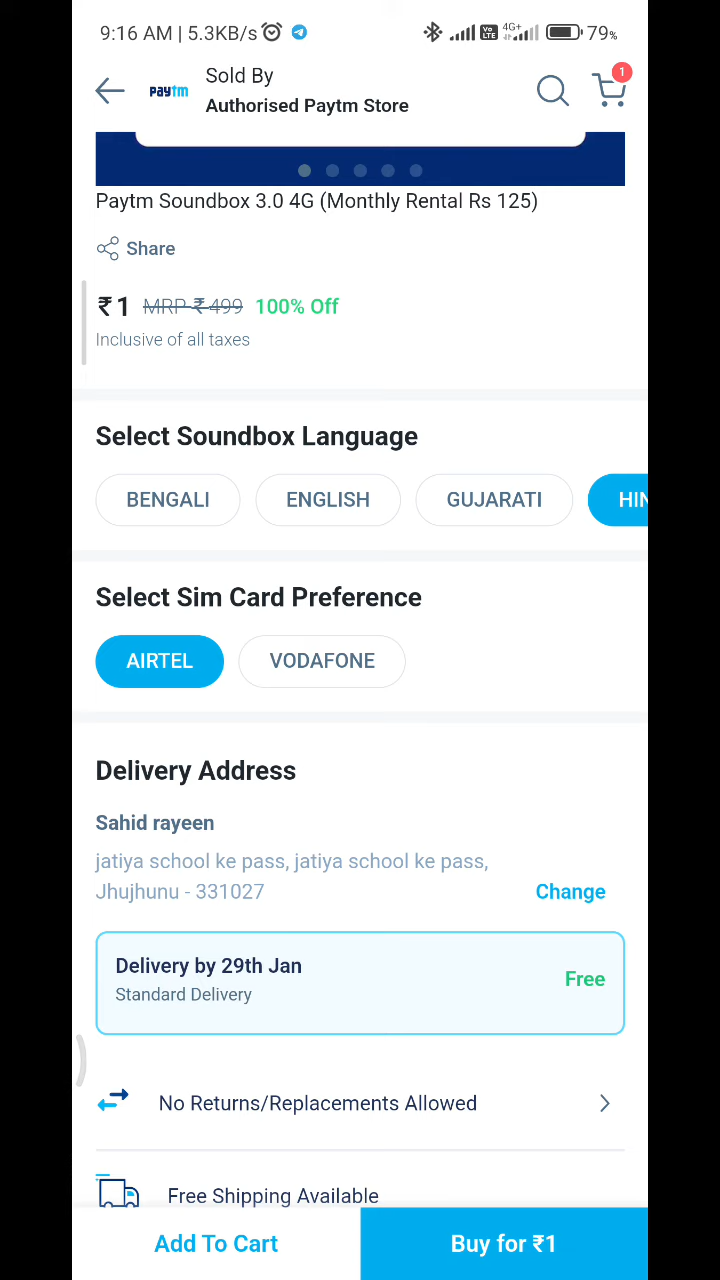 9:16 AM | 5.3KB/s
Vo LTE 4G+ 79%
paytm
Sold By
Authorised Paytm Store
1
Paytm Soundbox 3.0 4G (Monthly Rental Rs 125)
Share
₹1 MRP ₹ 499 100% Off
Inclusive of all taxes
Select Soundbox Language
BENGALI ENGLISH GUJARATI HIN
Select Sim Card Preference
AIRTEL VODAFONE
Delivery Address
Sahid rayeen
jatiya school ke pass, jatiya school ke pass,
Jhujhunu - 331027 Change
Delivery by 29th Jan
Free
Standard Delivery
No Returns/Replacements Allowed
Free Shipping Available
Add To Cart Buy for ₹1